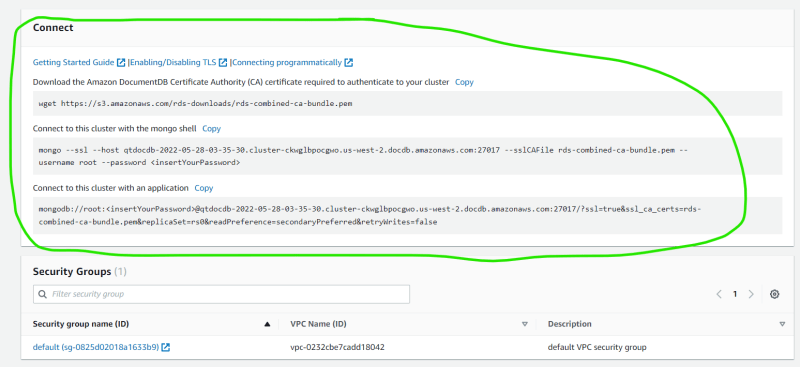 Connect
Getting Started Guide |Enabling/Disabling TLS |Connecting programmatically
Download the Amazon DocumentDB Certificate Authority (CA) certificate required to authenticate to your cluster Copy
wget https://s3.amazonaws.com/rds-downloads/rds-combined-ca-bundle.pem
Connect to this cluster with the mongo shell Copy
mongo --ssl --host qtdocdb-2022-05-28-03-35-30.cluster-ckwglbpocgwo.us-west-2.docdb.amazonaws.com:27017 --sslCAFile rds-combined-ca-bundle.pem --
username root --password <insertYourPassword>
Connect to this cluster with an application Copy
mongodb://root:<insertYourPassword>@qtdocdb-2022-05-28-03-35-30.cluster-ckwglbpocgwo.us-west-2.docdb.amazonaws.com:27017/?ssl=true&ssl_ca_certs=rds-
combined-ca-bundle.pem&replicaSet=rs0&readPreference=secondaryPreferred&retryWrites=false
Security Groups (1)
Filter security group
1
Security group name (ID) VPC Name (ID) Description
default (sg-0825d02018a1633b9) vpc-0232cbe7cadd18042 default VPC security group